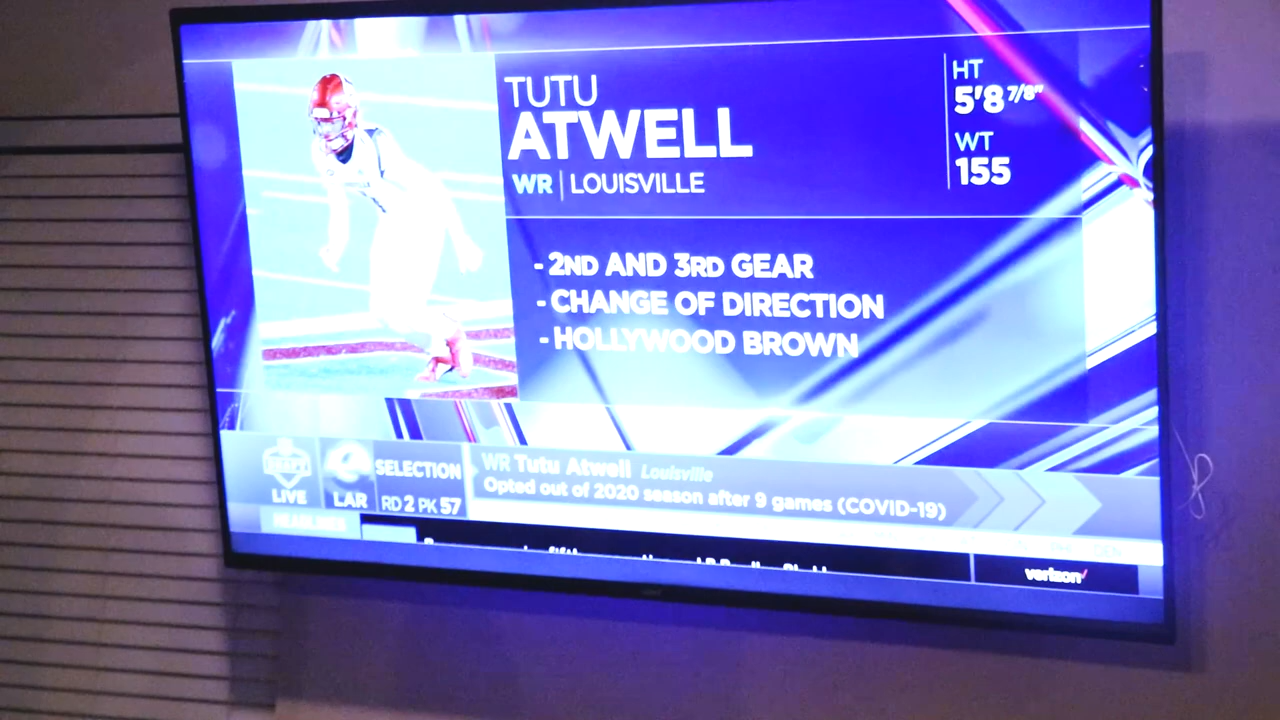 TUTU
ATWELL
WR | LOUISVILLE
HT
5'8 7/8"
WT
155
- 2ND AND 3RD GEAR
- CHANGE OF DIRECTION
- HOLLYWOOD BROWN
DRAFT
LIVE
LAR
SELECTION
RD 2 PK 57
WR Tutu Atwell Louisville
Opted out of 2020 season after 9 games (COVID-19)
HEADLINES
verizon